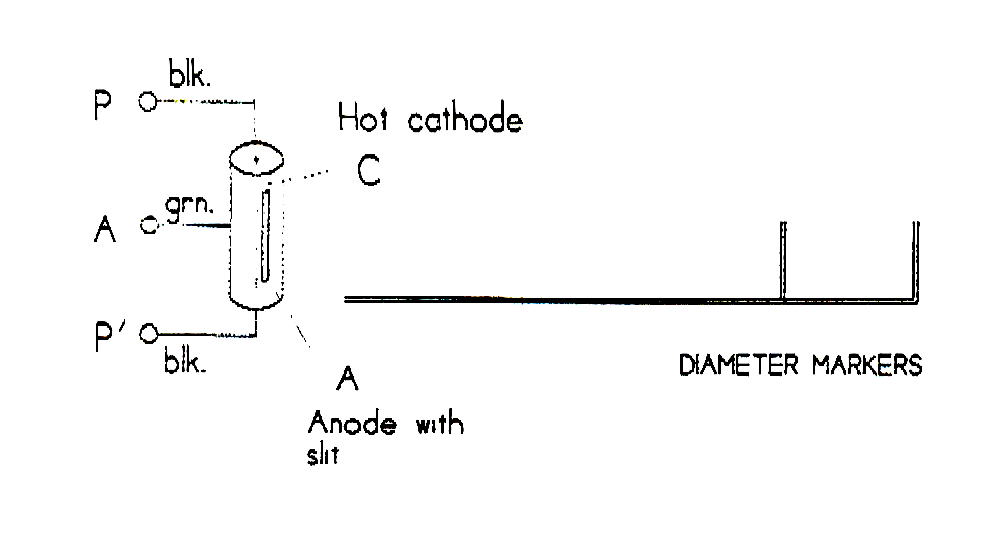 blk.
P
Hot cathode
C
grn.
A
P'
blk.
DIAMETER MARKERS
A
Anode with
slit